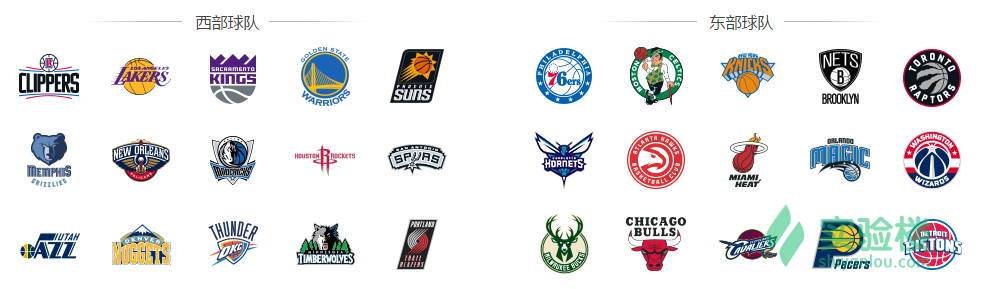 西部球队 东部球队
LA CLIPPERS
LOS ANGELES LAKERS
SACRAMENTO KINGS
GOLDEN STATE WARRIORS
PHOENIX SUNS
PHILADELPHIA 76ers
BOSTON CELTICS
NEW YORK KNICKS
NETS B BROOKLYN
TORONTO RAPTORS
MEMPHIS GRIZZLIES
NEW ORLEANS PELICANS
MAVERICKS
HOUSTON R ROCKETS
SAN ANTONIO SPURS
CHARLOTTE HORNETS
ATLANTA HAWKS BASKETBALL CLUB
MIAMI HEAT
ORLANDO MAGIC
WASHINGTON WIZARDS
UTAH JAZZ
DENVER NUGGETS
THUNDER OKC
MINNESOTA TIMBERWOLVES
PORTLAND TRAIL BLAZERS
MILWAUKEE BUCKS
CHICAGO BULLS
CLEVELAND CAVALIERS
Pacers
DETROIT PISTONS
实验楼
shiyanlou.com